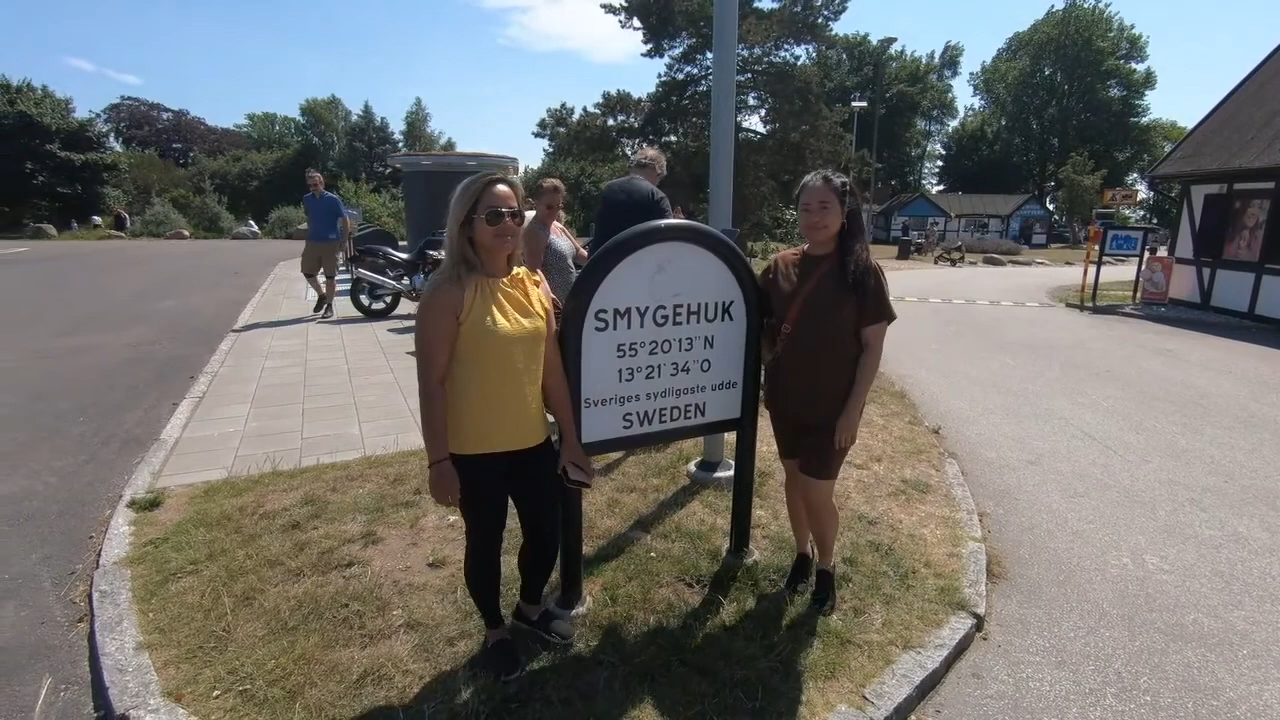 SMYGEHUK
55°20'13"N
13°21'34"O
Sveriges sydligaste udde
SWEDEN